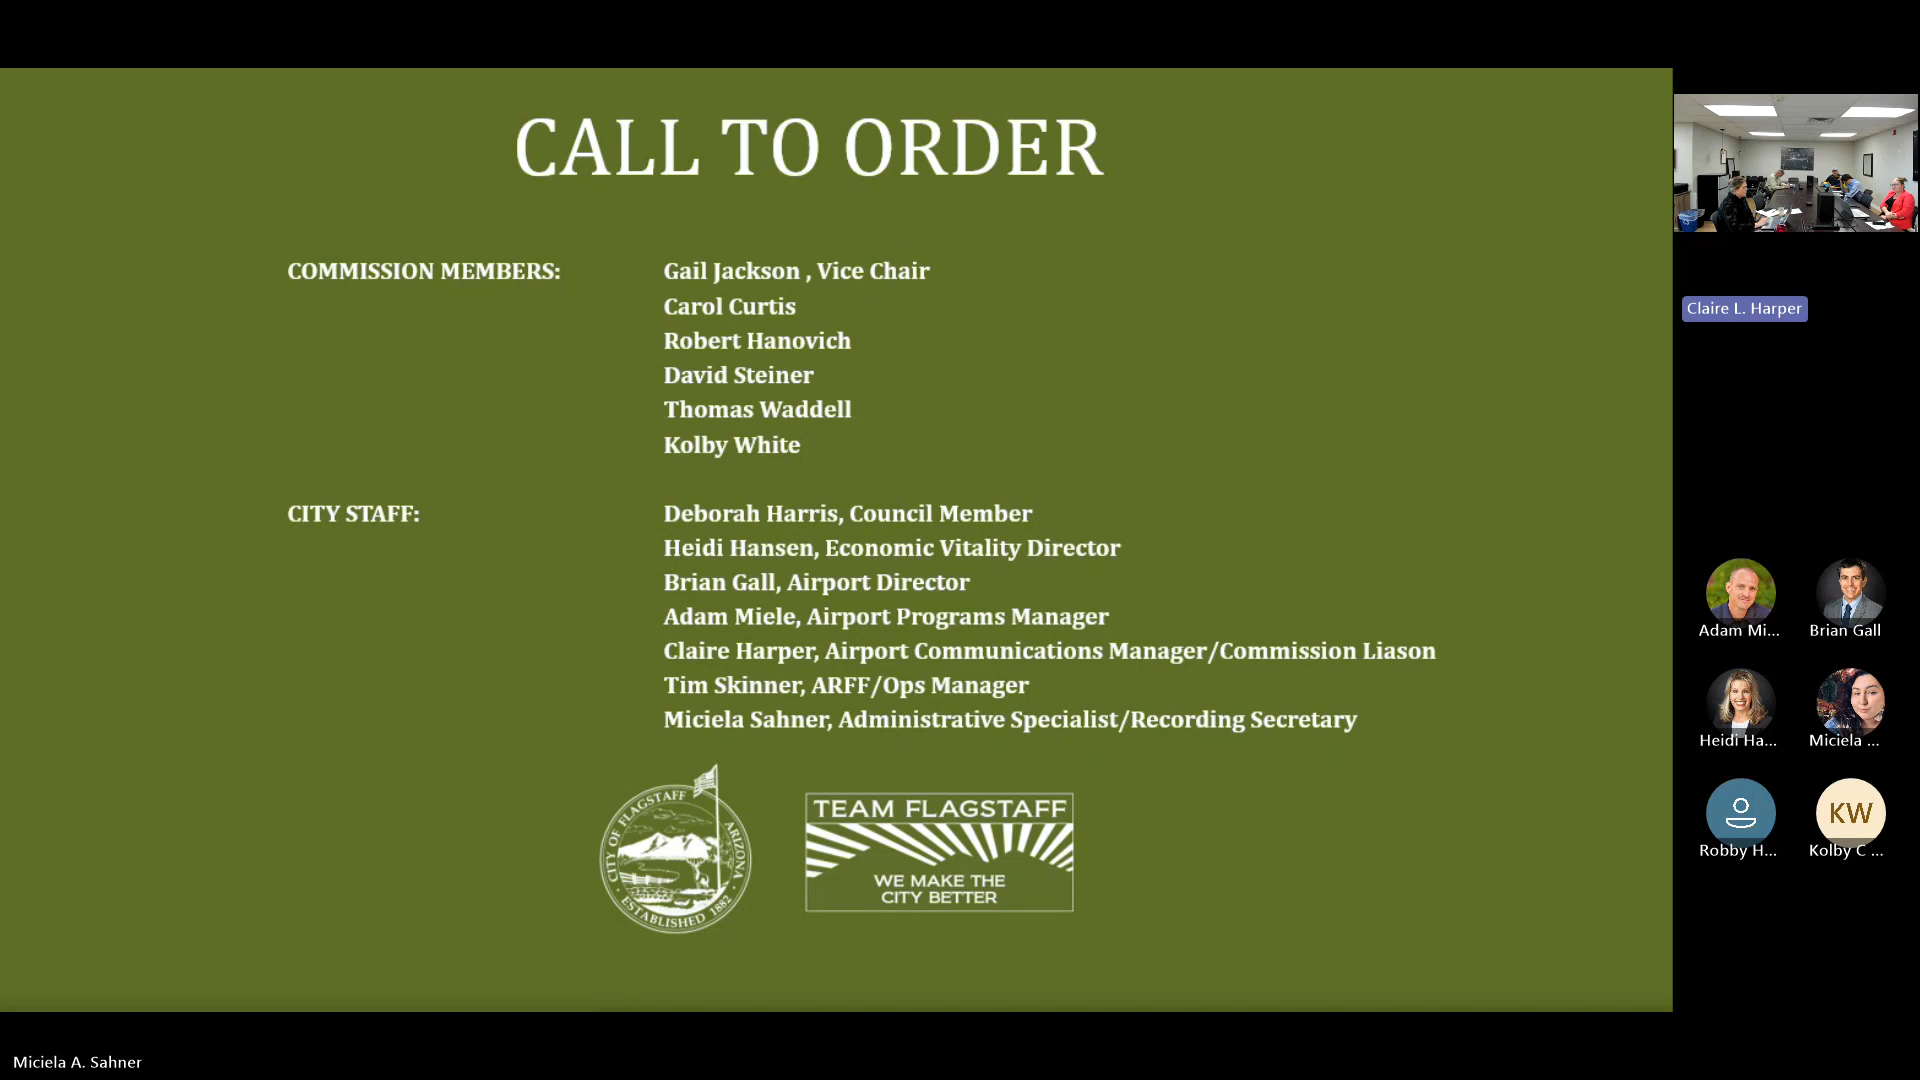 CALL TO ORDER
COMMISSION MEMBERS:
Gail Jackson , Vice Chair
Carol Curtis
Robert Hanovich
David Steiner
Thomas Waddell
Kolby White
CITY STAFF:
Deborah Harris, Council Member
Heidi Hansen, Economic Vitality Director
Brian Gall, Airport Director
Adam Miele, Airport Programs Manager
Claire Harper, Airport Communications Manager/Commission Liason
Tim Skinner, ARFF/Ops Manager
Miciela Sahner, Administrative Specialist/Recording Secretary
CITY OF FLAGSTAFF ARIZONA
ESTABLISHED 1882
TEAM FLAGSTAFF
WE MAKE THE
CITY BETTER
Claire L. Harper
Adam Mi...
Brian Gall
Heidi Ha...
Miciela ...
KW
Robby H...
Kolby C ...
Miciela A. Sahner